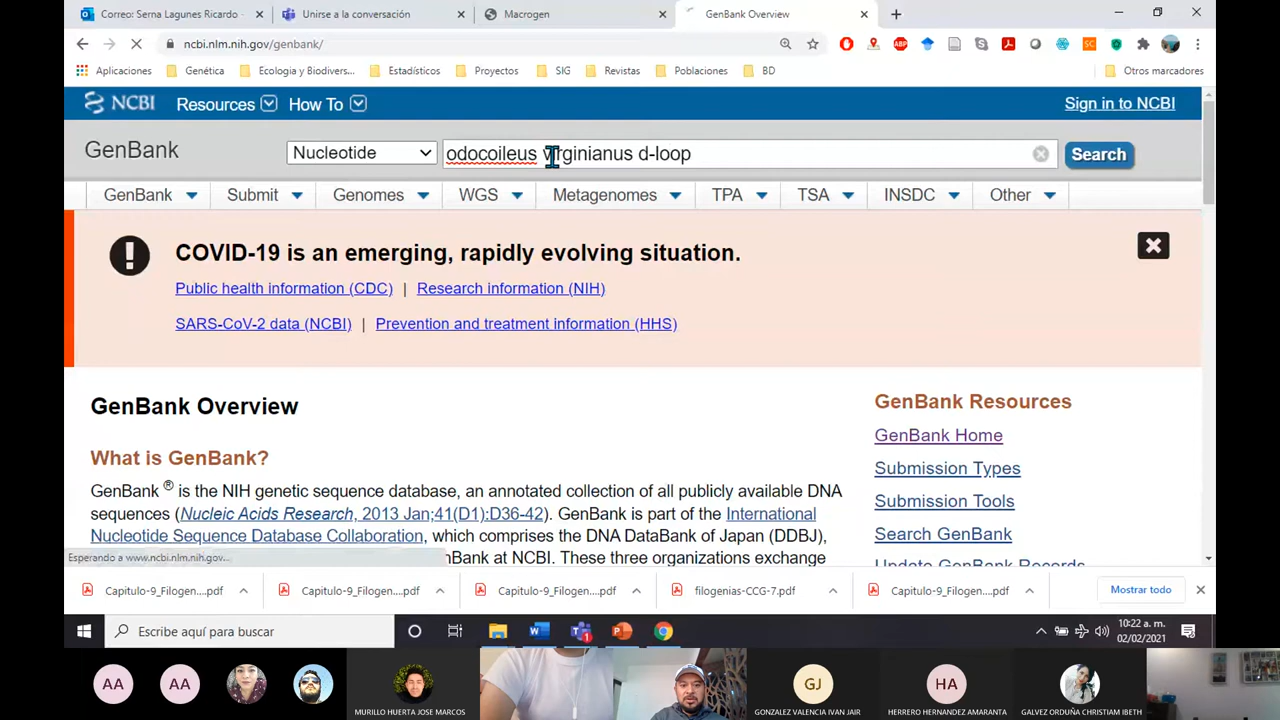 Correo: Serna Lagunes Ricardo -
Unirse a la conversación
Macrogen
GenBank Overview
ncbi.nlm.nih.gov/genbank/
ABP
SC
Aplicaciones
Genética
Ecologia y Biodivers...
Estadísticos
Proyectos
SIG
Revistas
Poblaciones
BD
Otros marcadores
NCBI
Resources
How To
Sign in to NCBI
GenBank
Nucleotide
odocoileus virginianus d-loop
Search
GenBank
Submit
Genomes
WGS
Metagenomes
TPA
TSA
INSDC
Other
COVID-19 is an emerging, rapidly evolving situation.
Public health information (CDC) | Research information (NIH)
SARS-CoV-2 data (NCBI) | Prevention and treatment information (HHS)
GenBank Overview
What is GenBank?
GenBank ® is the NIH genetic sequence database, an annotated collection of all publicly available DNA
sequences (Nucleic Acids Research, 2013 Jan;41(D1):D36-42). GenBank is part of the International
Nucleotide Sequence Database Collaboration, which comprises the DNA DataBank of Japan (DDBJ),
nBank at NCBI. These three organizations exchange
GenBank Resources
GenBank Home
Submission Types
Submission Tools
Search GenBank
Update GenBank Records
Esperando a www.ncbi.nlm.nih.gov...
Capitulo-9_Filogen....pdf
Capitulo-9_Filogen....pdf
Capitulo-9_Filogen....pdf
filogenias-CCG-7.pdf
Capitulo-9_Filogen....pdf
Mostrar todo
Escribe aquí para buscar
10:22 a. m.
02/02/2021
AA
AA
MURILLO HUERTA JOSE MARCOS
GJ
GONZALEZ VALENCIA IVAN JAIR
HA
HERRERO HERNANDEZ AMARANTA
GALVEZ ORDUÑA CHRISTIAM IBETH